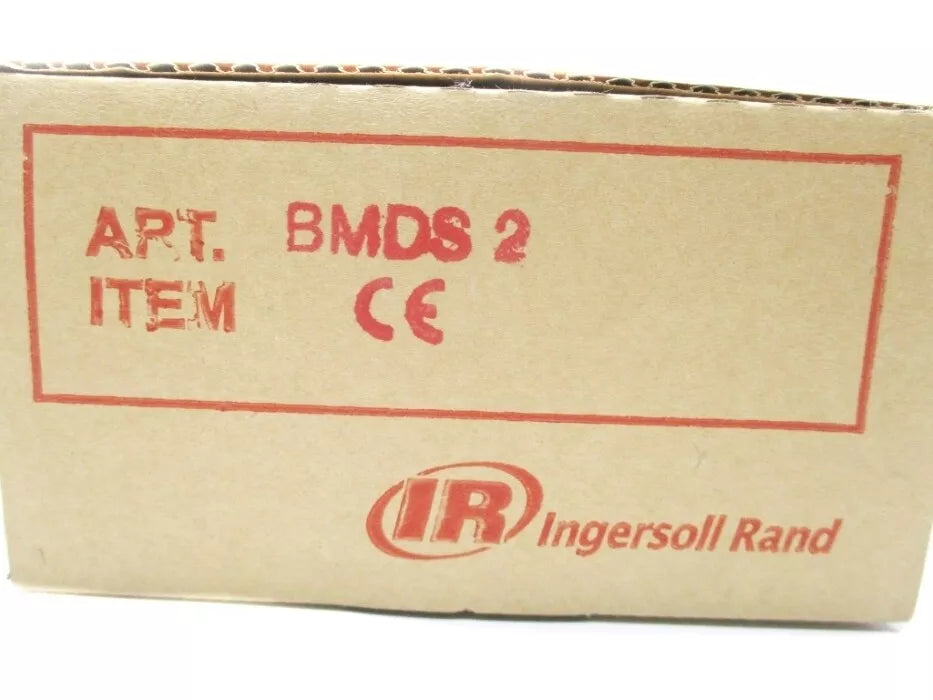 ART. BMDS 2
ITEM CE
IR Ingersoll Rand